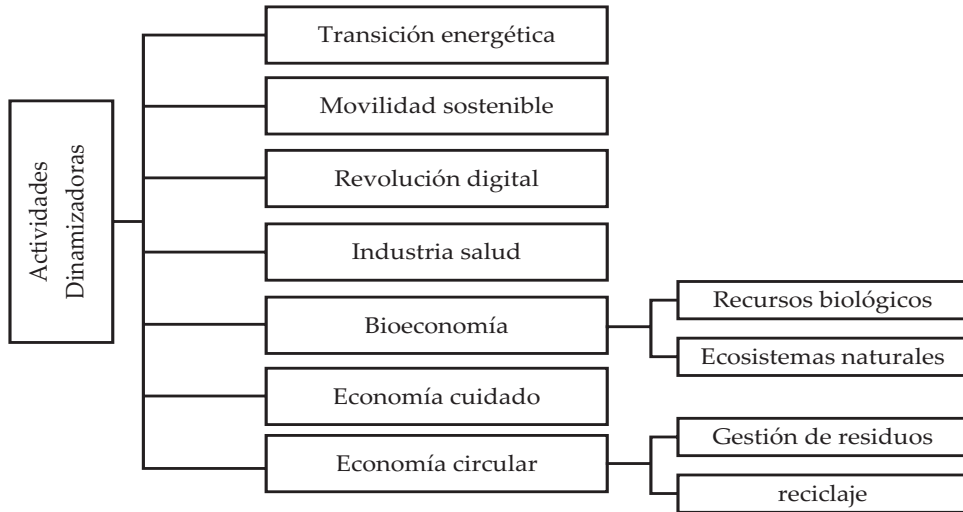 Actividades
Dinamizadoras
Transición energética
Movilidad sostenible
Revolución digital
Industria salud
Bioeconomía
Recursos biológicos
Ecosistemas naturales
Economía cuidado
Economía circular
Gestión de residuos
reciclaje